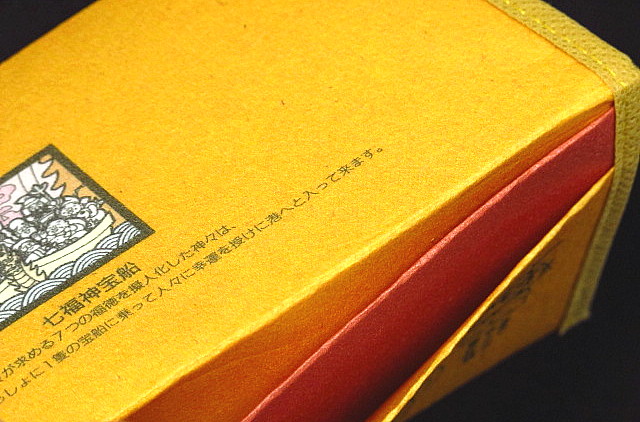 七福神宝船
が求める7つの福徳を擬人化した神々は、
しょに1隻の宝船に乗って人々に幸運を授けに港へと入って来ます。